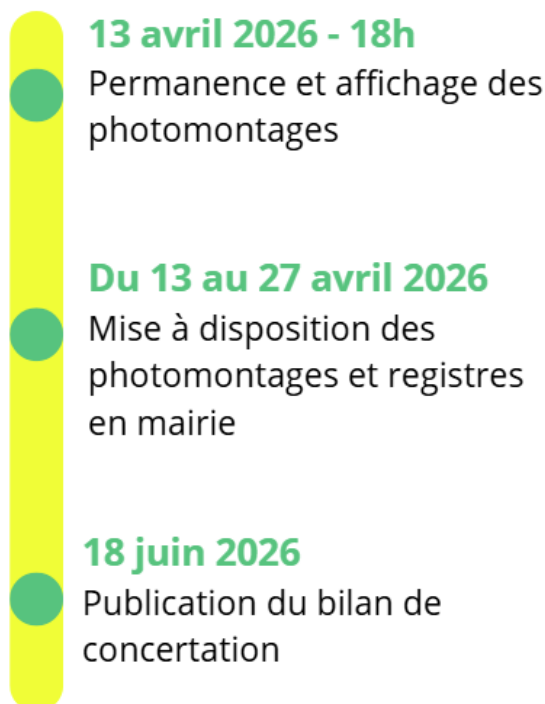 13 avril 2026 - 18h
Permanence et affichage des
photomontages
Du 13 au 27 avril 2026
Mise à disposition des
photomontages et registres
en mairie
18 juin 2026
Publication du bilan de
concertation